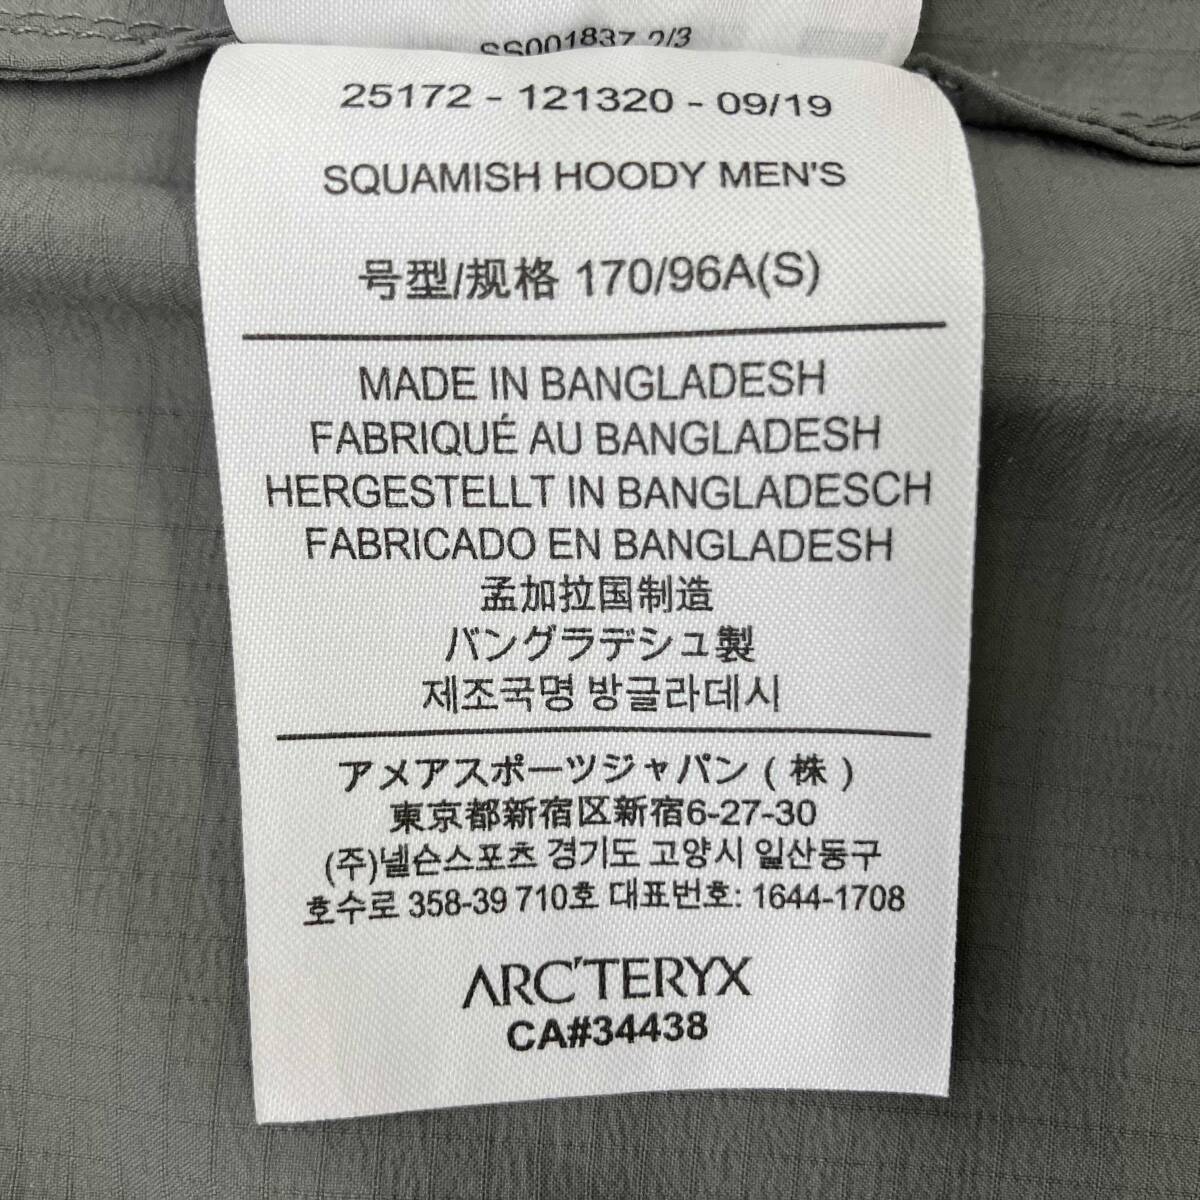 SS001837 2/3
25172 - 121320 - 09/19
SQUAMISH HOODY MEN'S
号型/规格 170/96A(S)
MADE IN BANGLADESH
FABRIQUÉ AU BANGLADESH
HERGESTELLT IN BANGLADESCH
FABRICADO EN BANGLADESH
孟加拉国制造
バングラデシュ製
제조국명 방글라데시
アメアスポーツジャパン(株)
東京都新宿区新宿6-27-30
(주)넬슨스포츠 경기도 고양시 일산동구
호수로 358-39 710호 대표번호: 1644-1708
ARC'TERYX
CA#34438